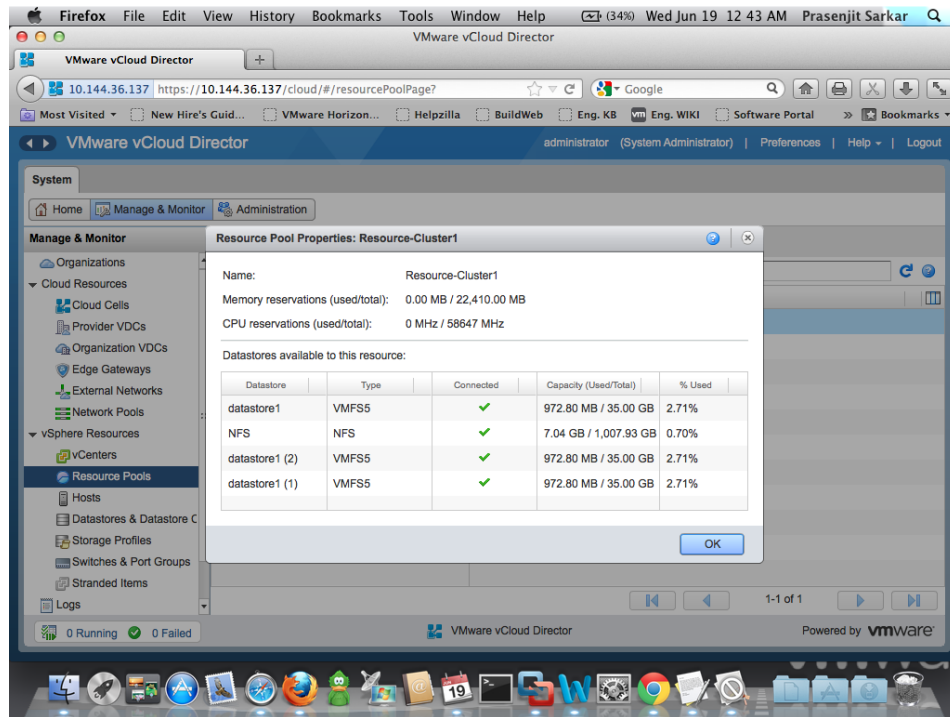 Firefox File Edit View History Bookmarks Tools Window Help (34%) Wed Jun 19 12 43 AM Prasenjit Sarkar
VMware vCloud Director
VMware vCloud Director +
10.144.36.137 https://10.144.36.137/cloud/#/resourcePoolPage? Google
Most Visited New Hire's Guid... VMware Horizon... Helpzilla BuildWeb Eng. KB vm Eng. WIKI Software Portal » Bookmarks
VMware vCloud Director administrator (System Administrator) | Preferences | Help | Logout
System
Home Manage & Monitor Administration
Manage & Monitor
Organizations
Cloud Resources
Cloud Cells
Provider VDCs
Organization VDCs
Edge Gateways
External Networks
Network Pools
vSphere Resources
vCenters
Resource Pools
Hosts
Datastores & Datastore C
Storage Profiles
Switches & Port Groups
Stranded Items
Logs
Resource Pool Properties: Resource-Cluster1
Name: Resource-Cluster1
Memory reservations (used/total): 0.00 MB / 22,410.00 MB
CPU reservations (used/total): 0 MHz / 58647 MHz
Datastores available to this resource:
Datastore Type Connected Capacity (Used/Total) % Used
datastore1 VMFS5 972.80 MB / 35.00 GB 2.71%
NFS NFS 7.04 GB / 1,007.93 GB 0.70%
datastore1 (2) VMFS5 972.80 MB / 35.00 GB 2.71%
datastore1 (1) VMFS5 972.80 MB / 35.00 GB 2.71%
OK
1-1 of 1
0 Running 0 Failed VMware vCloud Director Powered by vmware
19